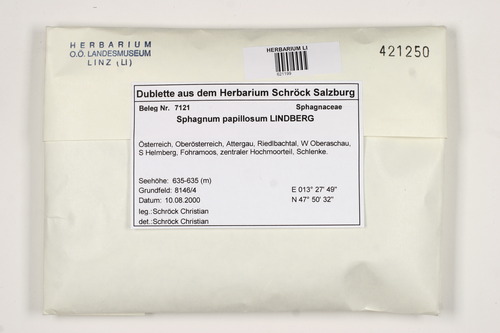 HERBARIUM
O.Ö. LANDESMUSEUM
LINZ (LI)
HERBARIUM LI
421250
Dublette aus dem Herbarium Schröck Salzburg
Beleg Nr. 7121 Sphagnaceae
Sphagnum papillosum LINDBERG
Österreich, Oberösterreich, Attergau, Riedlbachtal, W Oberaschau,
S Helmberg, Fohramoos, zentraler Hochmoorteil, Schlenke.
Seehöhe: 635-635 (m)
Grundfeld: 8146/4 E 013° 27' 49"
Datum: 10.08.2000 N 47° 50' 32"
leg.:Schröck Christian
det.:Schröck Christian